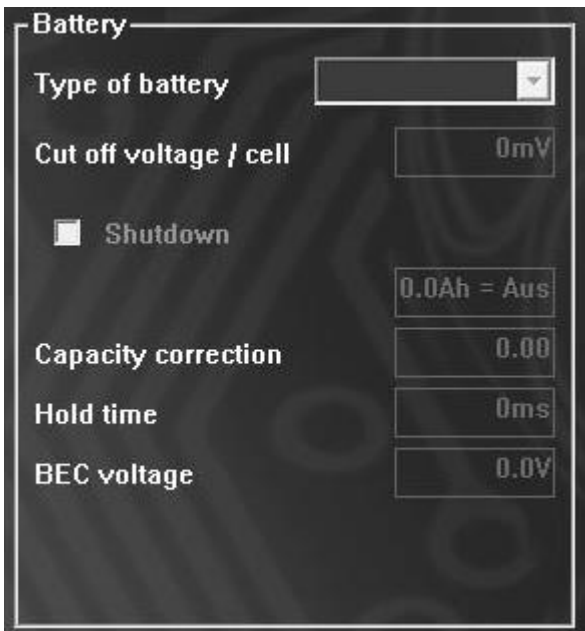 Battery
Type of battery
Cut off voltage / cell 0mV
Shutdown
0.0Ah = Aus
Capacity correction 0.00
Hold time 0ms
BEC voltage 0.0V